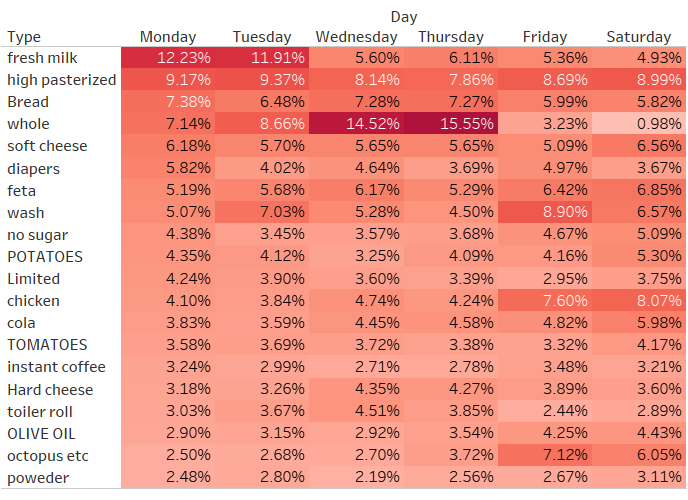 Day
Type Monday Tuesday Wednesday Thursday Friday Saturday
fresh milk 12.23% 11.91% 5.60% 6.11% 5.36% 4.93%
high pasterized 9.17% 9.37% 8.14% 7.86% 8.69% 8.99%
Bread 7.38% 6.48% 7.28% 7.27% 5.99% 5.82%
whole 7.14% 8.66% 14.52% 15.55% 3.23% 0.98%
soft cheese 6.18% 5.70% 5.65% 5.65% 5.09% 6.56%
diapers 5.82% 4.02% 4.64% 3.69% 4.97% 3.67%
feta 5.19% 5.68% 6.17% 5.29% 6.42% 6.85%
wash 5.07% 7.03% 5.28% 4.50% 8.90% 6.57%
no sugar 4.38% 3.45% 3.57% 3.68% 4.67% 5.09%
POTATOES 4.35% 4.12% 3.25% 4.09% 4.16% 5.30%
Limited 4.24% 3.90% 3.60% 3.39% 2.95% 3.75%
chicken 4.10% 3.84% 4.74% 4.24% 7.60% 8.07%
cola 3.83% 3.59% 4.45% 4.58% 4.82% 5.98%
TOMATOES 3.58% 3.69% 3.72% 3.38% 3.32% 4.17%
instant coffee 3.24% 2.99% 2.71% 2.78% 3.48% 3.21%
Hard cheese 3.18% 3.26% 4.35% 4.27% 3.89% 3.60%
toiler roll 3.03% 3.67% 4.51% 3.85% 2.44% 2.89%
OLIVE OIL 2.90% 3.15% 2.92% 3.54% 4.25% 4.43%
octopus etc 2.50% 2.68% 2.70% 3.72% 7.12% 6.05%
poweder 2.48% 2.80% 2.19% 2.56% 2.67% 3.11%